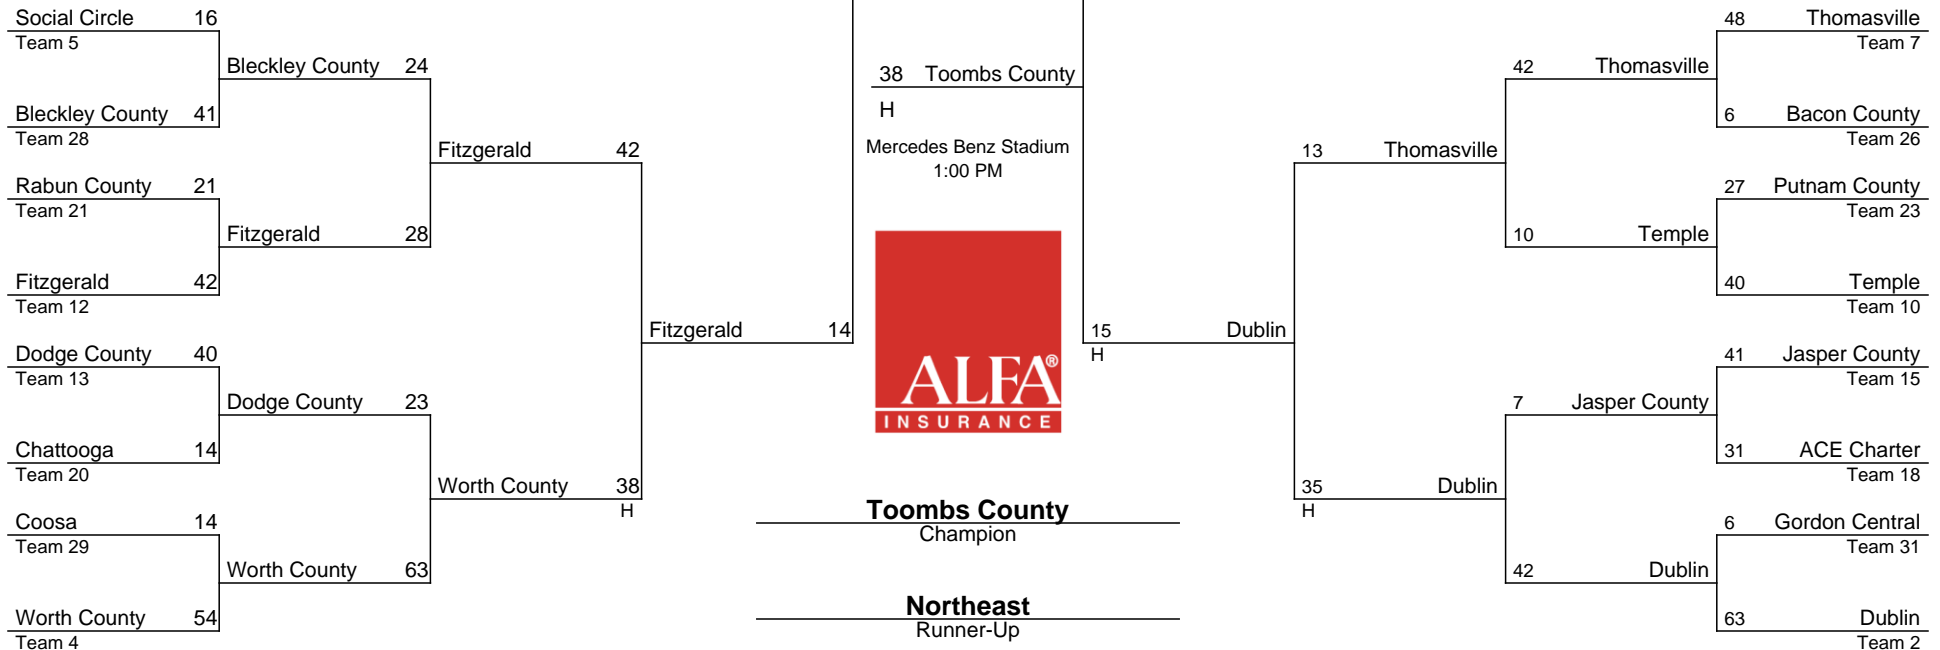 Social Circle 16
Team 5
Bleckley County 41
Team 28
Rabun County 21
Team 21
Fitzgerald 42
Team 12
Dodge County 40
Team 13
Chattooga 14
Team 20
Coosa 14
Team 29
Worth County 54
Team 4
Bleckley County 24
Fitzgerald 28
Dodge County 23
Worth County 63
Fitzgerald 42
Worth County 38
H
Fitzgerald 14
38 Toombs County
H
Mercedes Benz Stadium
1:00 PM
ALFA®
INSURANCE
Toombs County
Champion
Northeast
Runner-Up
15 Dublin
H
13 Thomasville
35 Dublin
H
42 Thomasville
10 Temple
7 Jasper County
42 Dublin
48 Thomasville
Team 7
6 Bacon County
Team 26
27 Putnam County
Team 23
40 Temple
Team 10
41 Jasper County
Team 15
31 ACE Charter
Team 18
6 Gordon Central
Team 31
63 Dublin
Team 2